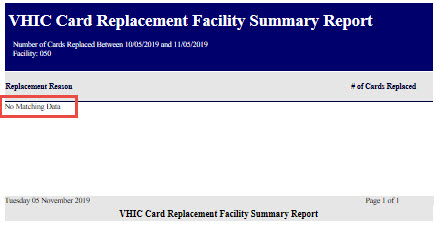 VHIC Card Replacement Facility Summary Report
Number of Cards Replaced Between 10/05/2019 and 11/05/2019
Facility: 050
Replacement Reason # of Cards Replaced
No Matching Data
Tuesday 05 November 2019 Page 1 of 1
VHIC Card Replacement Facility Summary Report